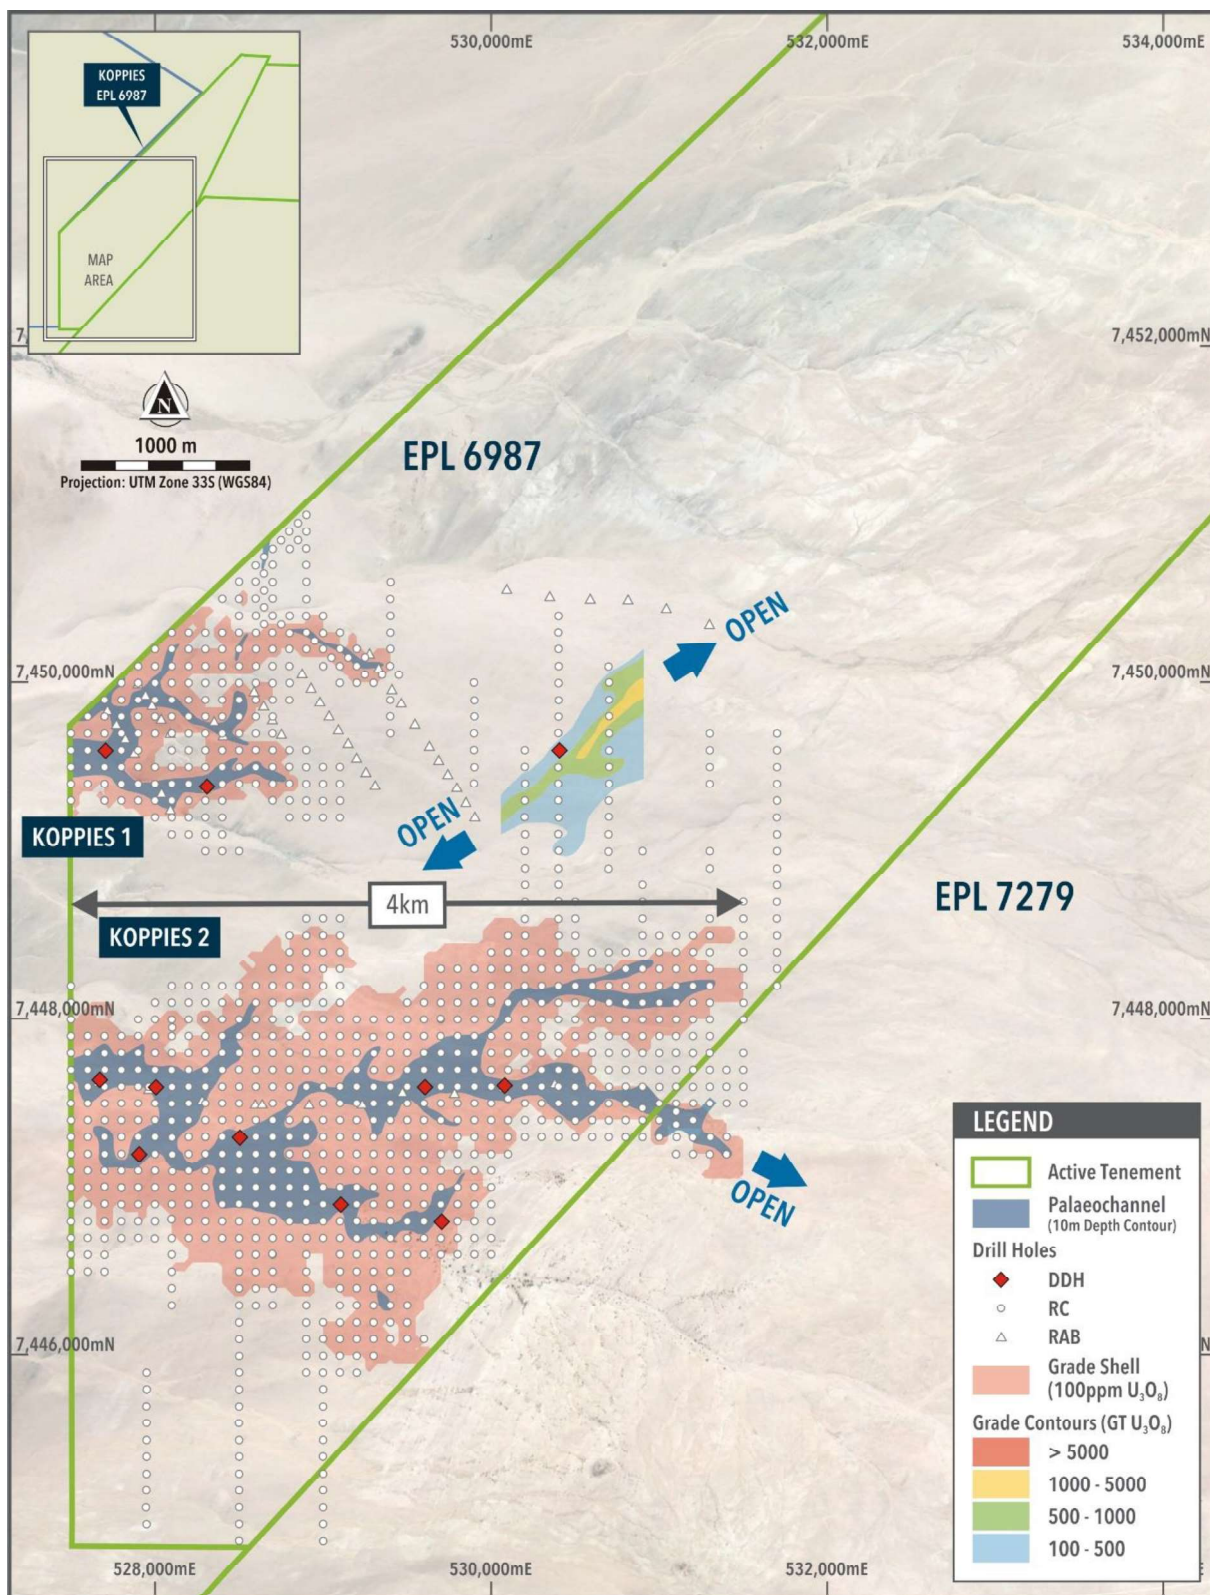 530,000mE
532,000mE
534,000mE
KOPPIES
EPL 6987
MAP
AREA
7,
7,452,000mN
N
1000 m
Projection: UTM Zone 33S (WGS84)
EPL 6987
OPEN
7,450,000mN
7,450,000mN
OPEN
KOPPIES 1
4km
EPL 7279
KOPPIES 2
7,448,000mN
7,448,000mN
OPEN
7,446,000mN
LEGEND
Active Tenement
Palaeochannel
(10m Depth Contour)
Drill Holes
DDH
RC
RAB
Grade Shell
(100ppm U₃O₈)
Grade Contours (GT U₃O₈)
> 5000
1000 - 5000
500 - 1000
100 - 500
528,000mE
530,000mE
532,000mE